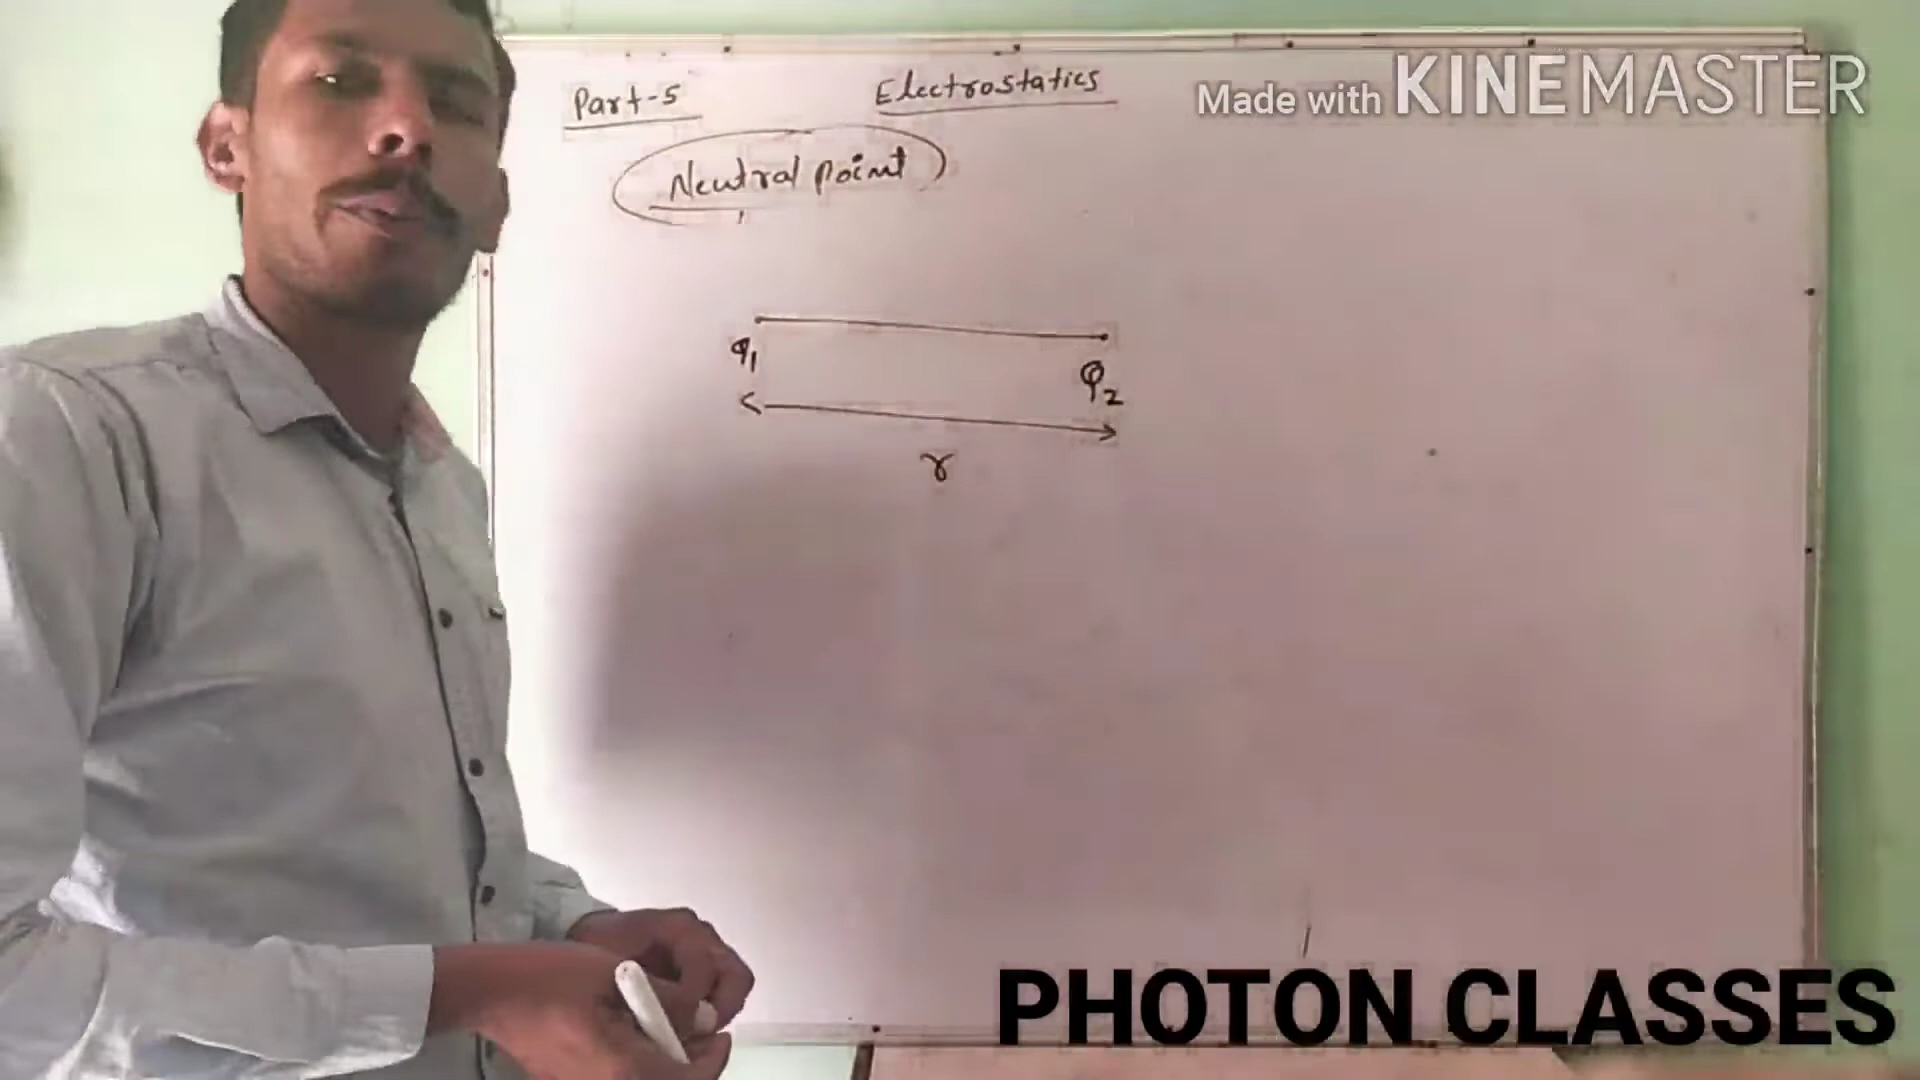 Part-5 Electrostatics
Made with KINEMASTER
Neutral point
q1 q2
r
PHOTON CLASSES